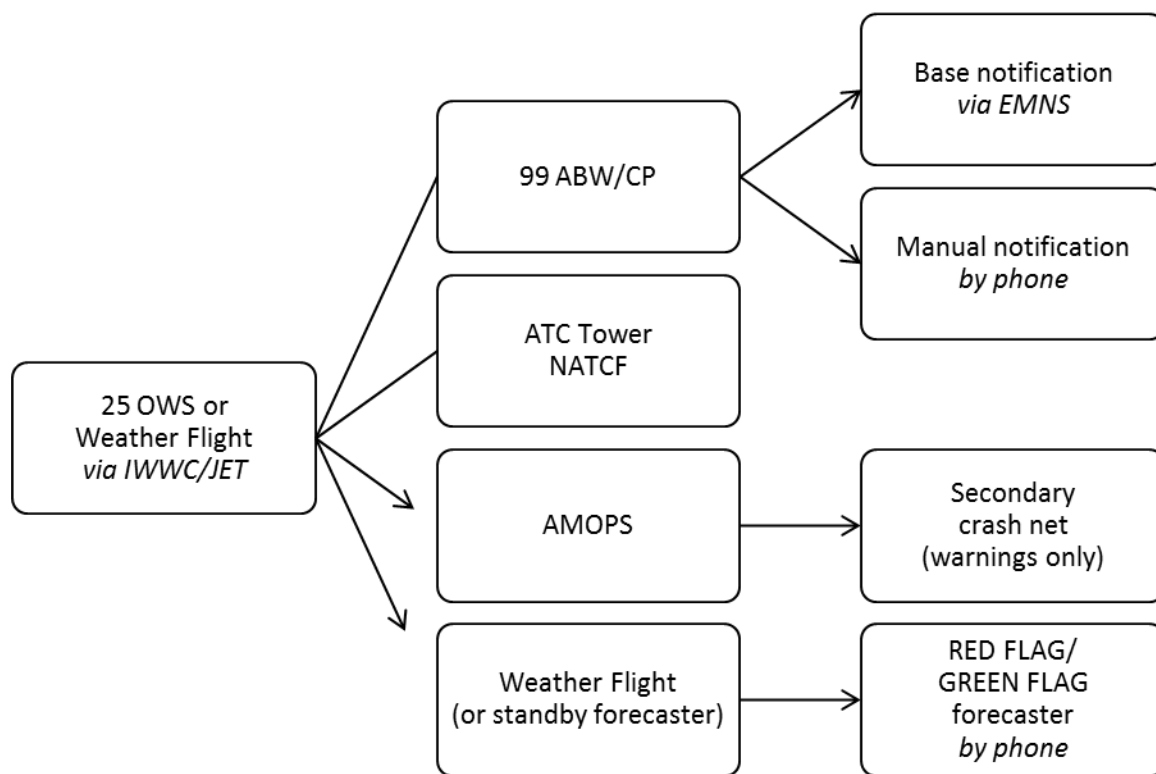 25 OWS or
Weather Flight
via IWWC/JET
99 ABW/CP
ATC Tower
NATCF
AMOPS
Weather Flight
(or standby forecaster)
Base notification
via EMNS
Manual notification
by phone
Secondary
crash net
(warnings only)
RED FLAG/
GREEN FLAG
forecaster
by phone